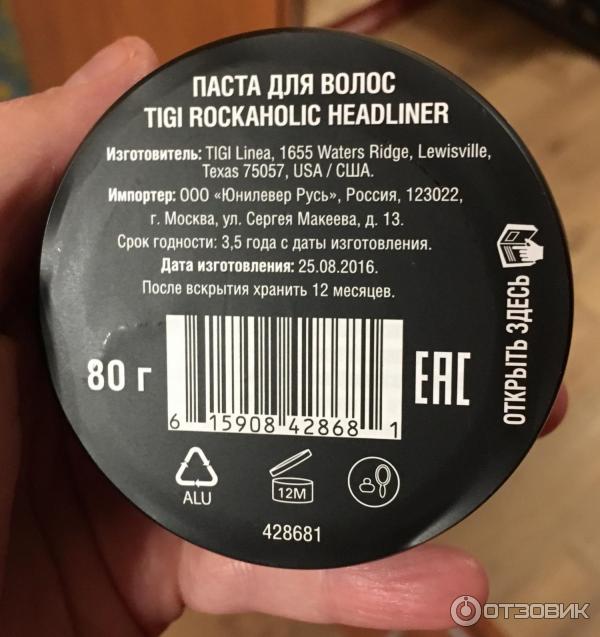 ПАСТА ДЛЯ ВОЛОС
TIGI ROCKAHOLIC HEADLINER
Изготовитель: TIGI Linea, 1655 Waters Ridge, Lewisville,
Texas 75057, USA / США.
Импортер: ООО «Юнилевер Русь», Россия, 123022,
г. Москва, ул. Сергея Макеева, д. 13.
Срок годности: 3,5 года с даты изготовления.
Дата изготовления: 25.08.2016.
После вскрытия хранить 12 месяцев.
ОТКРЫТЬ ЗДЕСЬ
80 г
EAC
6 15908 42868 1
ALU
12M
428681
ОТЗОВИК